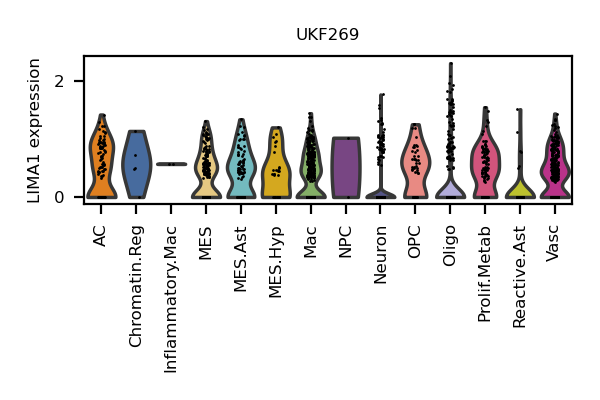 UKF269
LIMA1 expression
2
0
AC
Chromatin.Reg
Inflammatory.Mac
MES
MES.Ast
MES.Hyp
Mac
NPC
Neuron
OPC
Oligo
Prolif.Metab
Reactive.Ast
Vasc